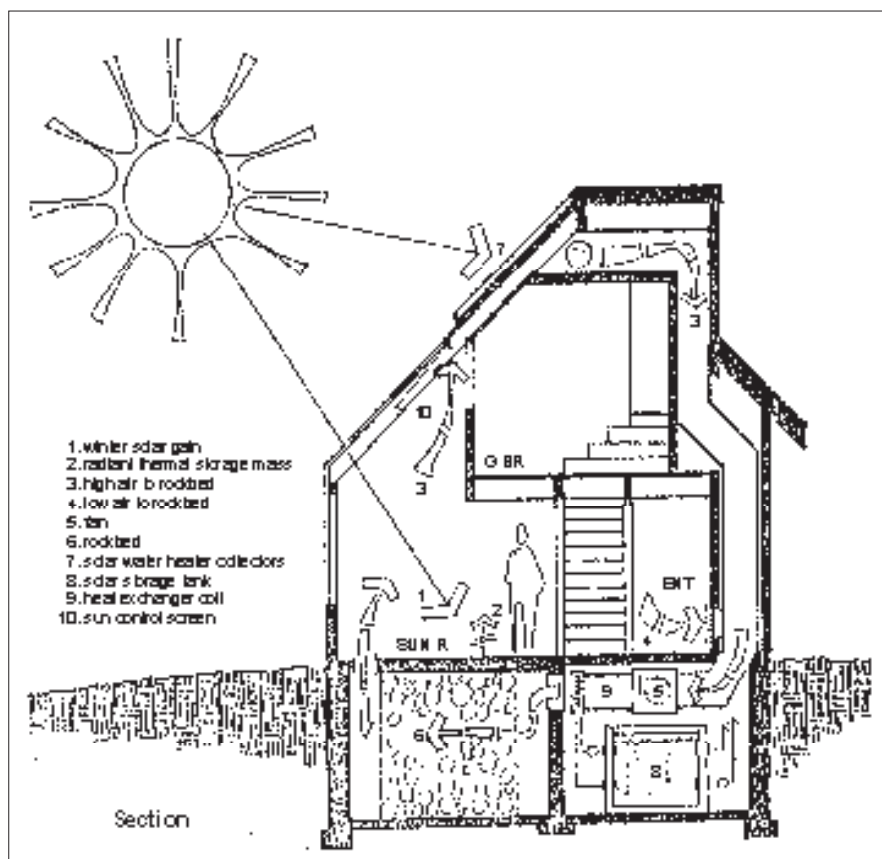 7
3
10
3
1.winter solar gain
2.radiant thermal storage mass
3.high air to rockbed
4.low air to rockbed
5.fan
6.rockbed
7.solar water heater collectors
8.solar storage tank
9.heat exchanger coil
10.sun control screen
BR
ENT
1
2
4
SUN R
9
5
6
8
Section